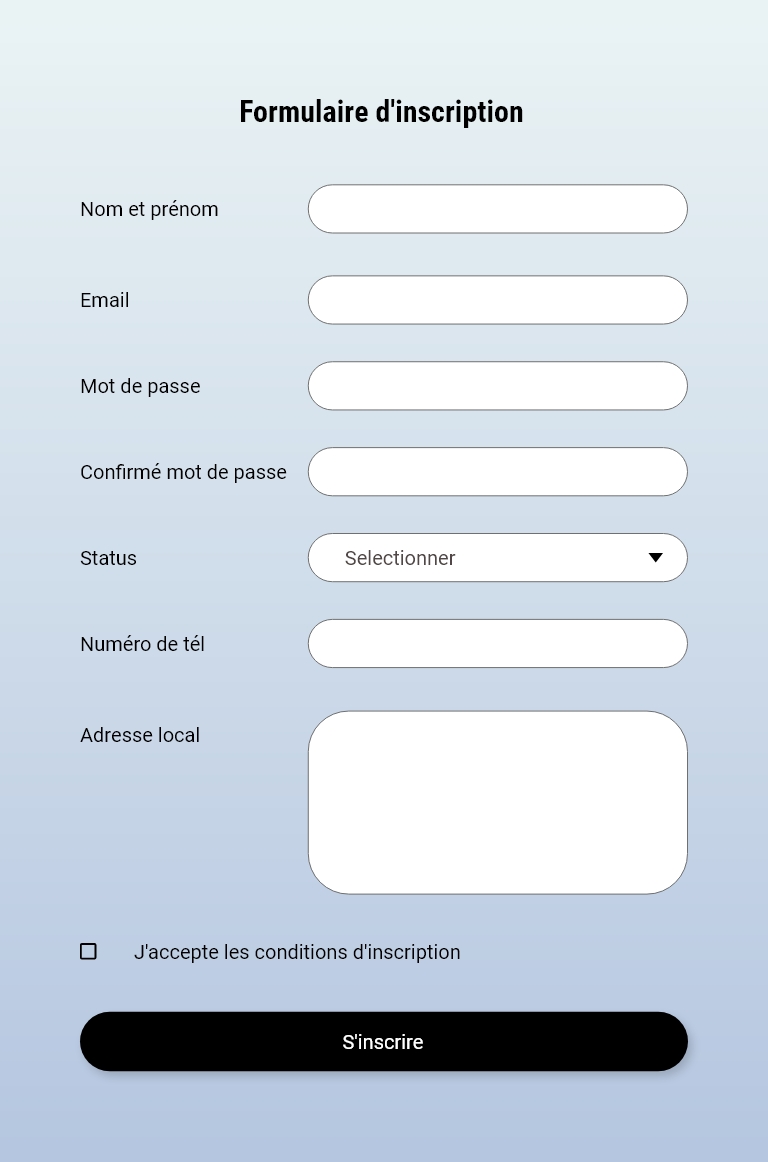 Formulaire d'inscription
Nom et prénom
Email
Mot de passe
Confirmé mot de passe
Status
Selectionner
Numéro de tél
Adresse local
J'accepte les conditions d'inscription
S'inscrire